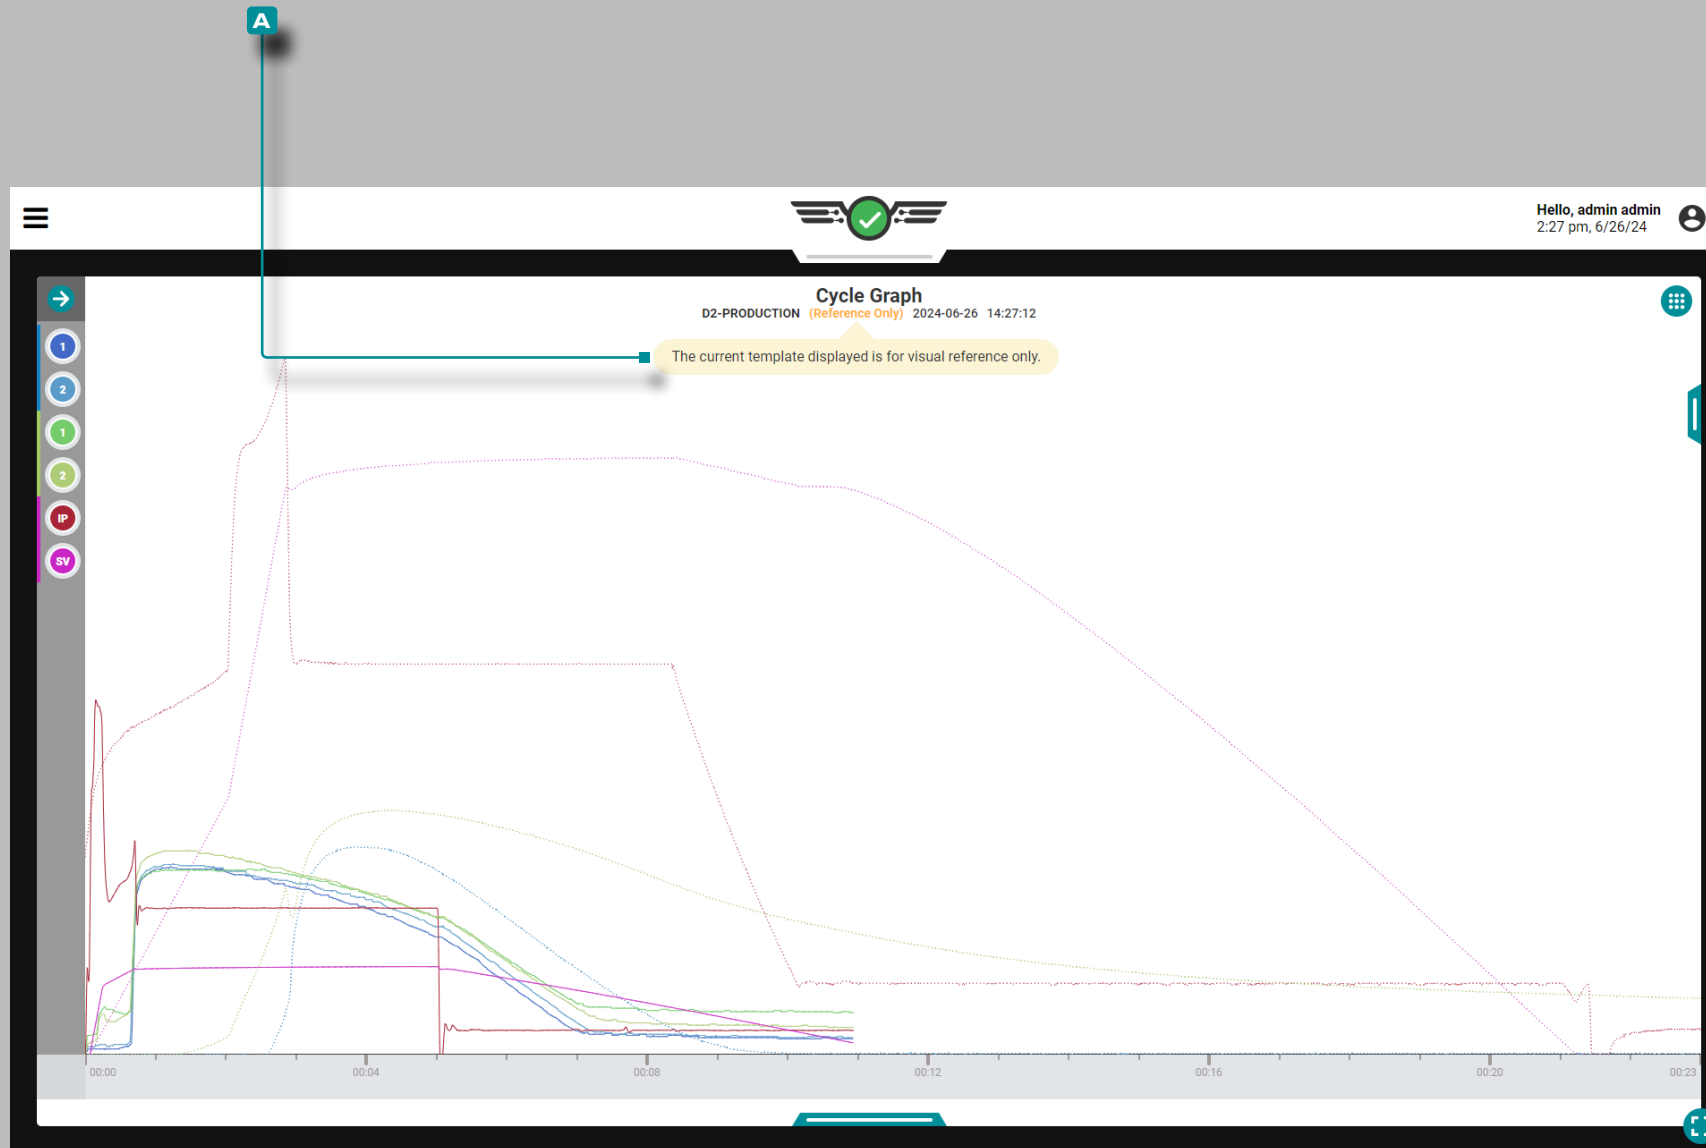 A
Hello, admin admin
2:27 pm, 6/26/24
Cycle Graph
D2-PRODUCTION (Reference Only) 2024-06-26 14:27:12
The current template displayed is for visual reference only.
1
2
1
2
IP
SV
00:00 00:04 00:08 00:12 00:16 00:20 00:23